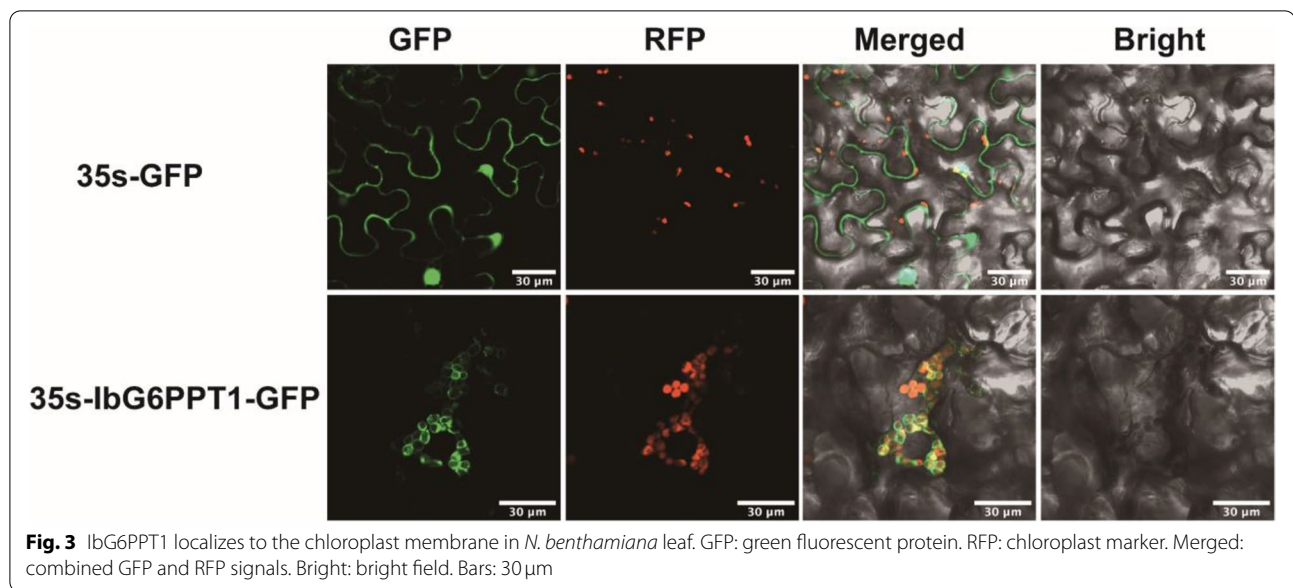 GFP RFP Merged Bright
35s-GFP
30 μm 30 μm 30 μm 30 μm
35s-IbG6PPT1-GFP
30 μm 30 μm 30 μm 30 μm
Fig. 3 IbG6PPT1 localizes to the chloroplast membrane in N. benthamiana leaf. GFP: green fluorescent protein. RFP: chloroplast marker. Merged:
combined GFP and RFP signals. Bright: bright field. Bars: 30 μm